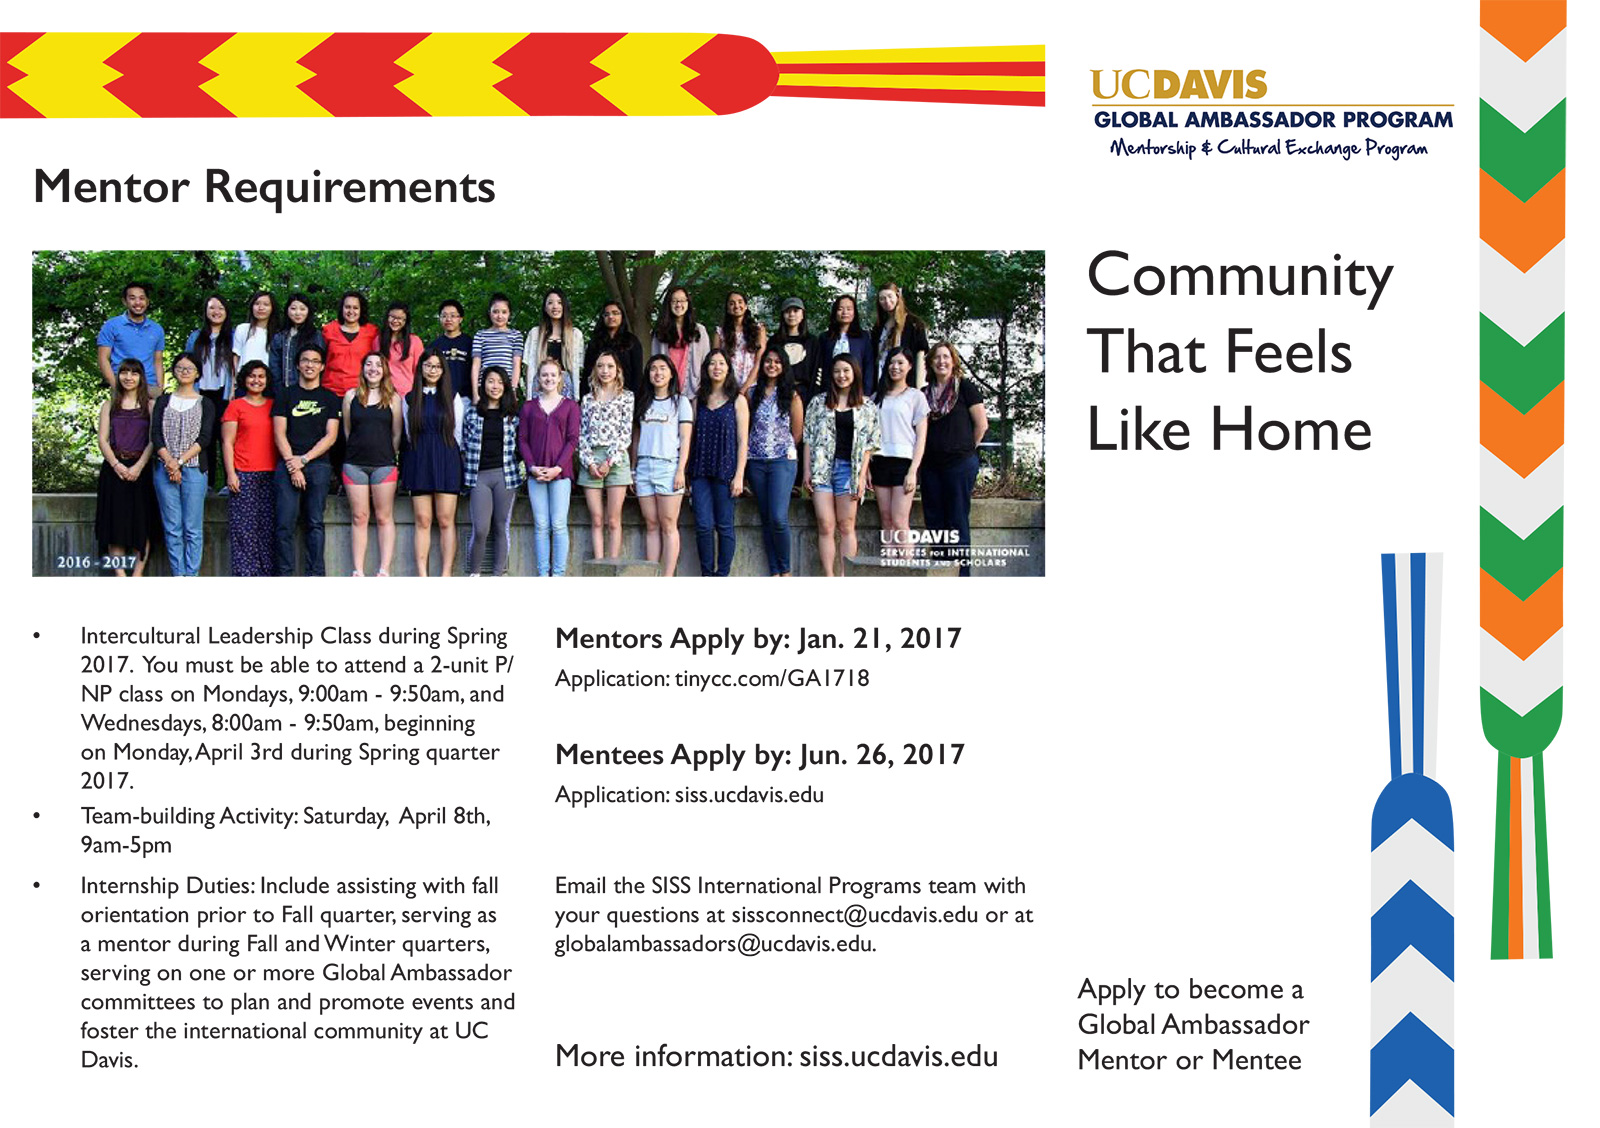 Mentor Requirements
2016 - 2017
UCDAVIS
SERVICES FOR INTERNATIONAL
STUDENTS AND SCHOLARS
• Intercultural Leadership Class during Spring
2017. You must be able to attend a 2-unit P/
NP class on Mondays, 9:00am - 9:50am, and
Wednesdays, 8:00am - 9:50am, beginning
on Monday, April 3rd during Spring quarter
2017.
• Team-building Activity: Saturday, April 8th,
9am-5pm
• Internship Duties: Include assisting with fall
orientation prior to Fall quarter, serving as
a mentor during Fall and Winter quarters,
serving on one or more Global Ambassador
committees to plan and promote events and
foster the international community at UC
Davis.
Mentors Apply by: Jan. 21, 2017
Application: tinycc.com/GA1718
Mentees Apply by: Jun. 26, 2017
Application: siss.ucdavis.edu
Email the SISS International Programs team with
your questions at sissconnect@ucdavis.edu or at
globalambassadors@ucdavis.edu.
More information: siss.ucdavis.edu
UCDAVIS
GLOBAL AMBASSADOR PROGRAM
Mentorship & Cultural Exchange Program
Community
That Feels
Like Home
Apply to become a
Global Ambassador
Mentor or Mentee